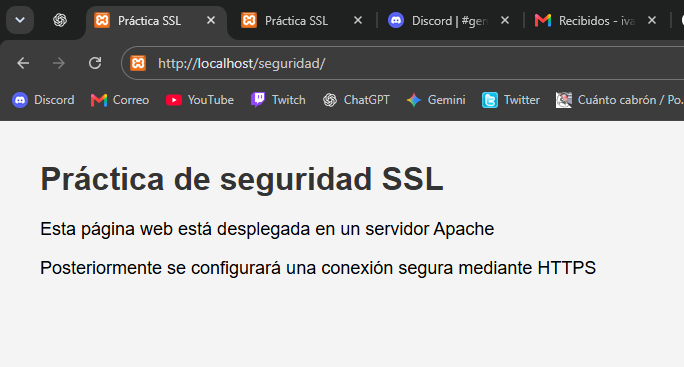 Práctica SSL
Práctica SSL
Discord | #gen
Recibidos - iva
http://localhost/seguridad/
Discord
Correo
YouTube
Twitch
ChatGPT
Gemini
Twitter
Cuánto cabrón / Po...
Práctica de seguridad SSL
Esta página web está desplegada en un servidor Apache
Posteriormente se configurará una conexión segura mediante HTTPS